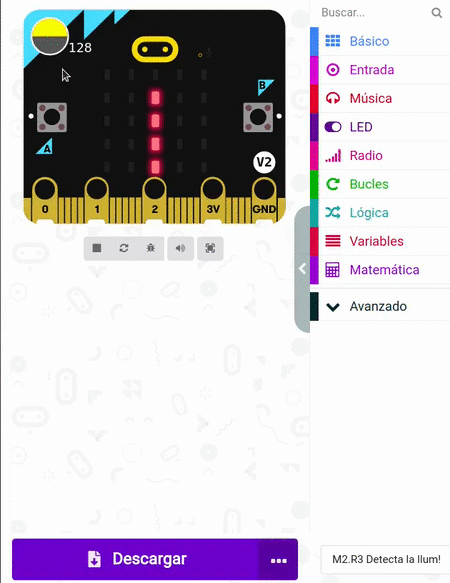 Buscar...
128
B
A
V2
0 1 2 3V GND
Básico
Entrada
Música
LED
Radio
Bucles
Lógica
Variables
Matemática
Avanzado
Descargar
M2.R3 Detecta la llum!